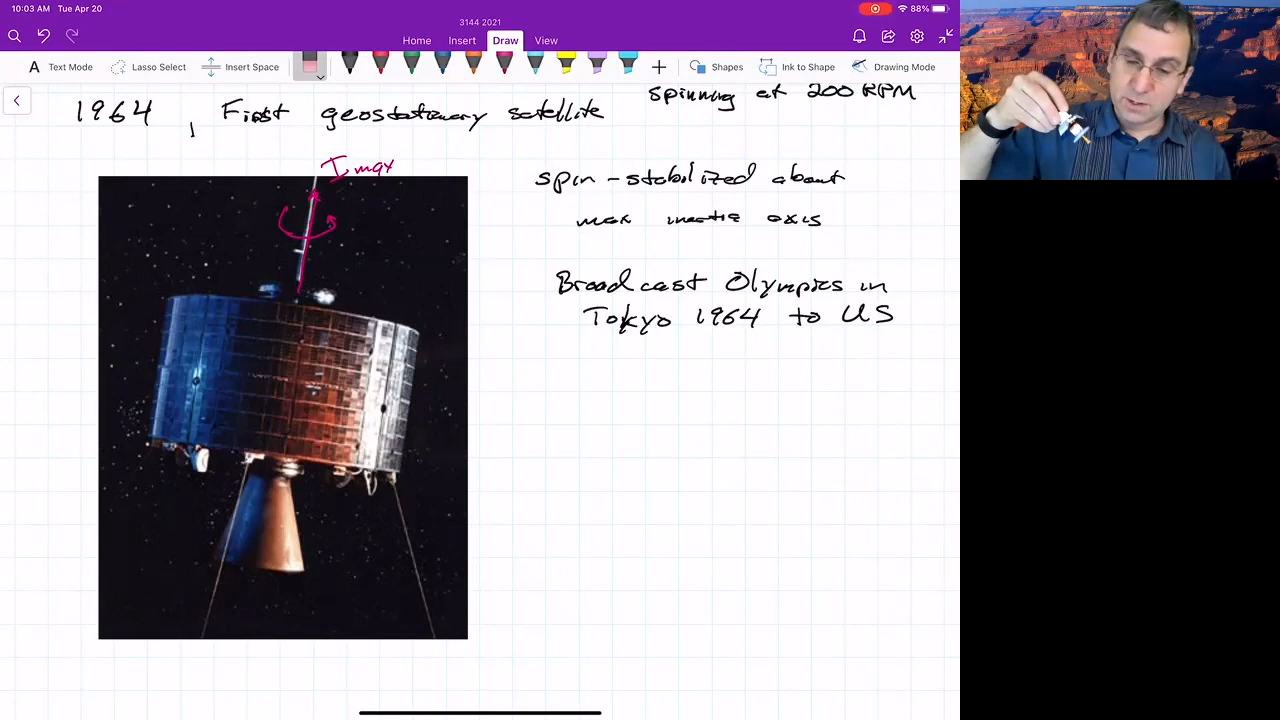 10:03 AM Tue Apr 20
88%
3144 2021
Home Insert Draw View
Text Mode Lasso Select Insert Space Shapes Ink to Shape Drawing Mode
spinning at 200 RPM
1964, First geostationary satellite
Imax
spin-stabilized about
max inertia axis
Broadcast Olympics in
Tokyo 1964 to US